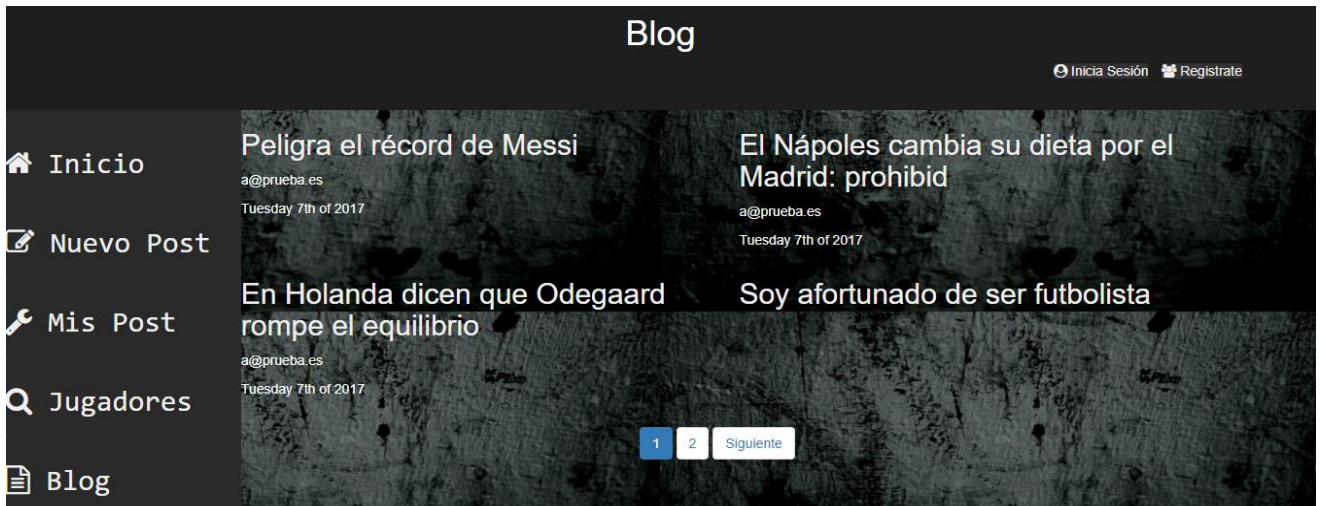 Blog
Inicia Sesión Registrate
Inicio
Nuevo Post
Mis Post
Jugadores
Blog
Peligra el récord de Messi
a@prueba.es
Tuesday 7th of 2017
El Nápoles cambia su dieta por el
Madrid: prohibid
a@prueba.es
Tuesday 7th of 2017
En Holanda dicen que Odegaard
rompe el equilibrio
a@prueba.es
Tuesday 7th of 2017
Soy afortunado de ser futbolista
1 2 Siguiente